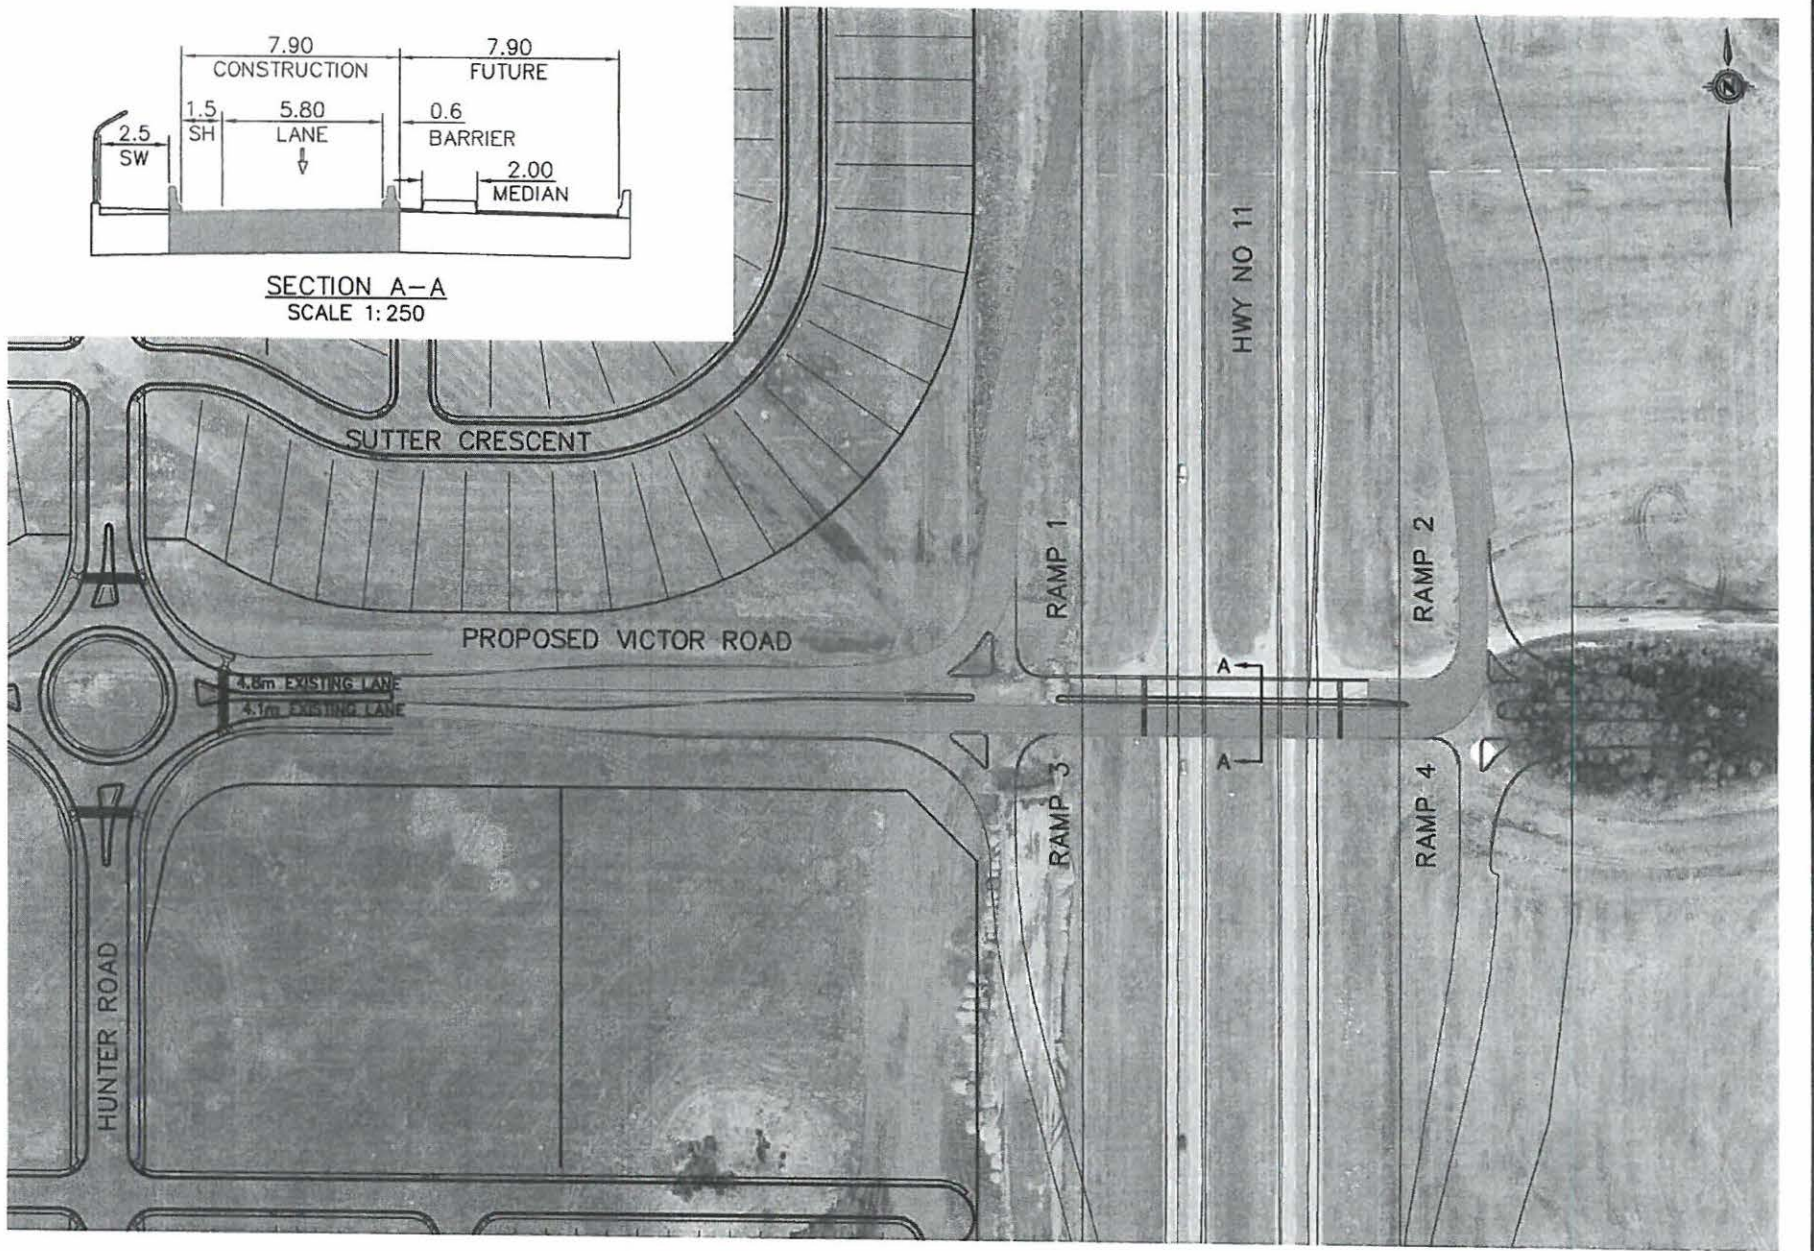 7.90
7.90
CONSTRUCTION
FUTURE
1.5
5.80
0.6
SH
LANE
BARRIER
2.5
SW
2.00
MEDIAN
SECTION A-A
SCALE 1:250
N
HWY NO 11
SUTTER CRESCENT
RAMP 1
RAMP 2
PROPOSED VICTOR ROAD
4.8m EXISTING LANE
4.1m EXISTING LANE
A
A
RAMP 3
RAMP 4
HUNTER ROAD